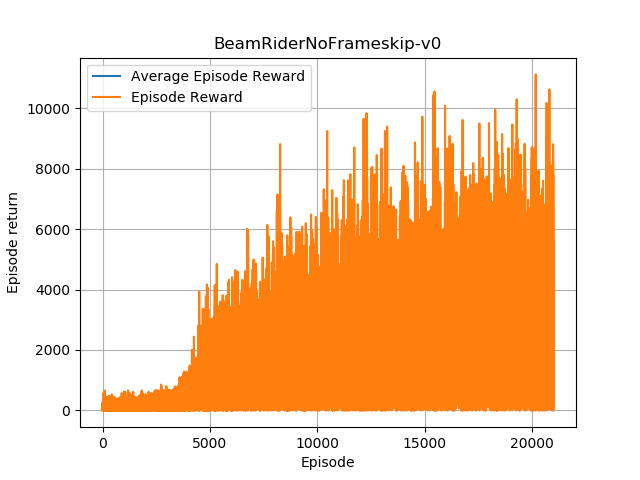 BeamRiderNoFrameskip-v0
Average Episode Reward
Episode Reward
10000
8000
6000
4000
2000
0
Episode return
0 5000 10000 15000 20000
Episode